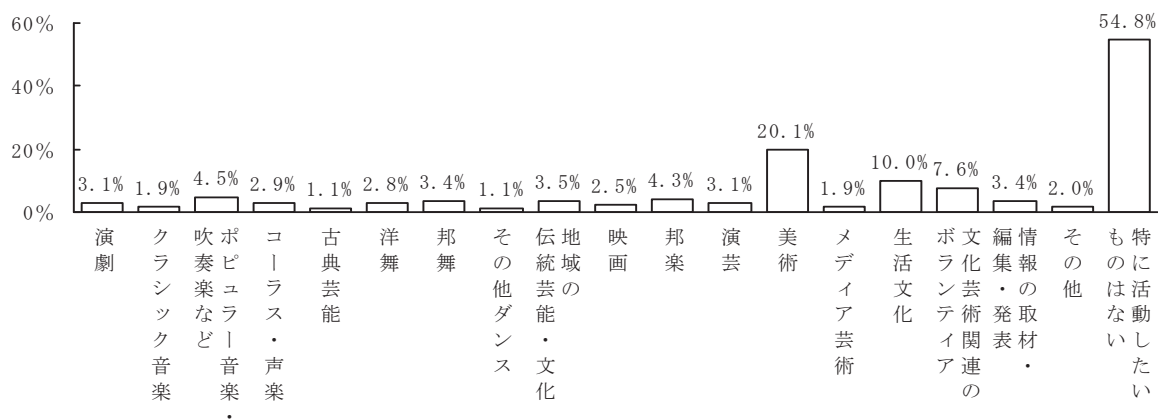 60%
40%
20%
0%
3.1%
1.9%
4.5%
2.9%
1.1%
2.8%
3.4%
1.1%
3.5%
2.5%
4.3%
3.1%
20.1%
1.9%
10.0%
7.6%
3.4%
2.0%
54.8%
演劇
クラシック音楽
ポピュラー音楽・
吹奏楽など
コーラス・声楽
古典芸能
洋舞
邦舞
その他ダンス
地域の
伝統芸能・文化
映画
邦楽
演芸
美術
メディア芸術
生活文化
文化芸術関連の
ボランティア
情報の取材・
編集・発表
その他
特に活動したい
ものはない